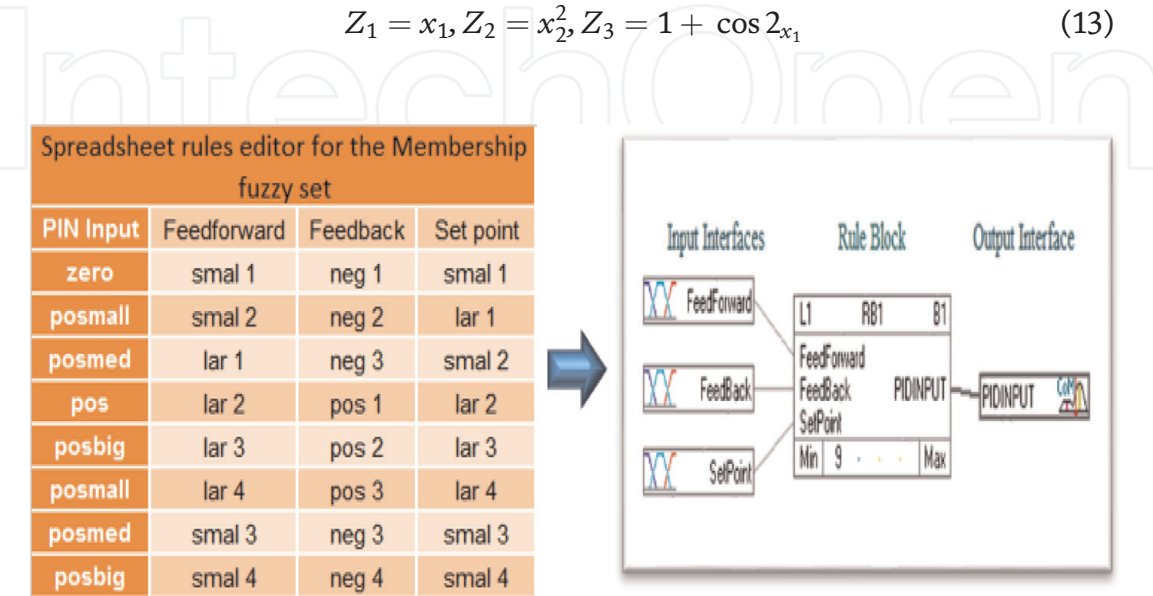 Z₁ = x₁, Z₂ = x₂², Z₃ = 1 + cos 2ₓ₁ (13)
IntechOpen
Spreadsheet rules editor for the Membership
fuzzy set
PIN Input Feedforward Feedback Set point
zero smal 1 neg 1 smal 1
posmall smal 2 neg 2 lar 1
posmed lar 1 neg 3 smal 2
pos lar 2 pos 1 lar 2
posbig lar 3 pos 2 lar 3
posmall lar 4 pos 3 lar 4
posmed smal 3 neg 3 smal 3
posbig smal 4 neg 4 smal 4
Input Interfaces Rule Block Output Interface
FeedForward
FeedBack
SetPoint
L1 RB1 B1
FeedForward
FeedBack PIDINPUT
SetPoint
Min 9 Max
PIDINPUT CoM